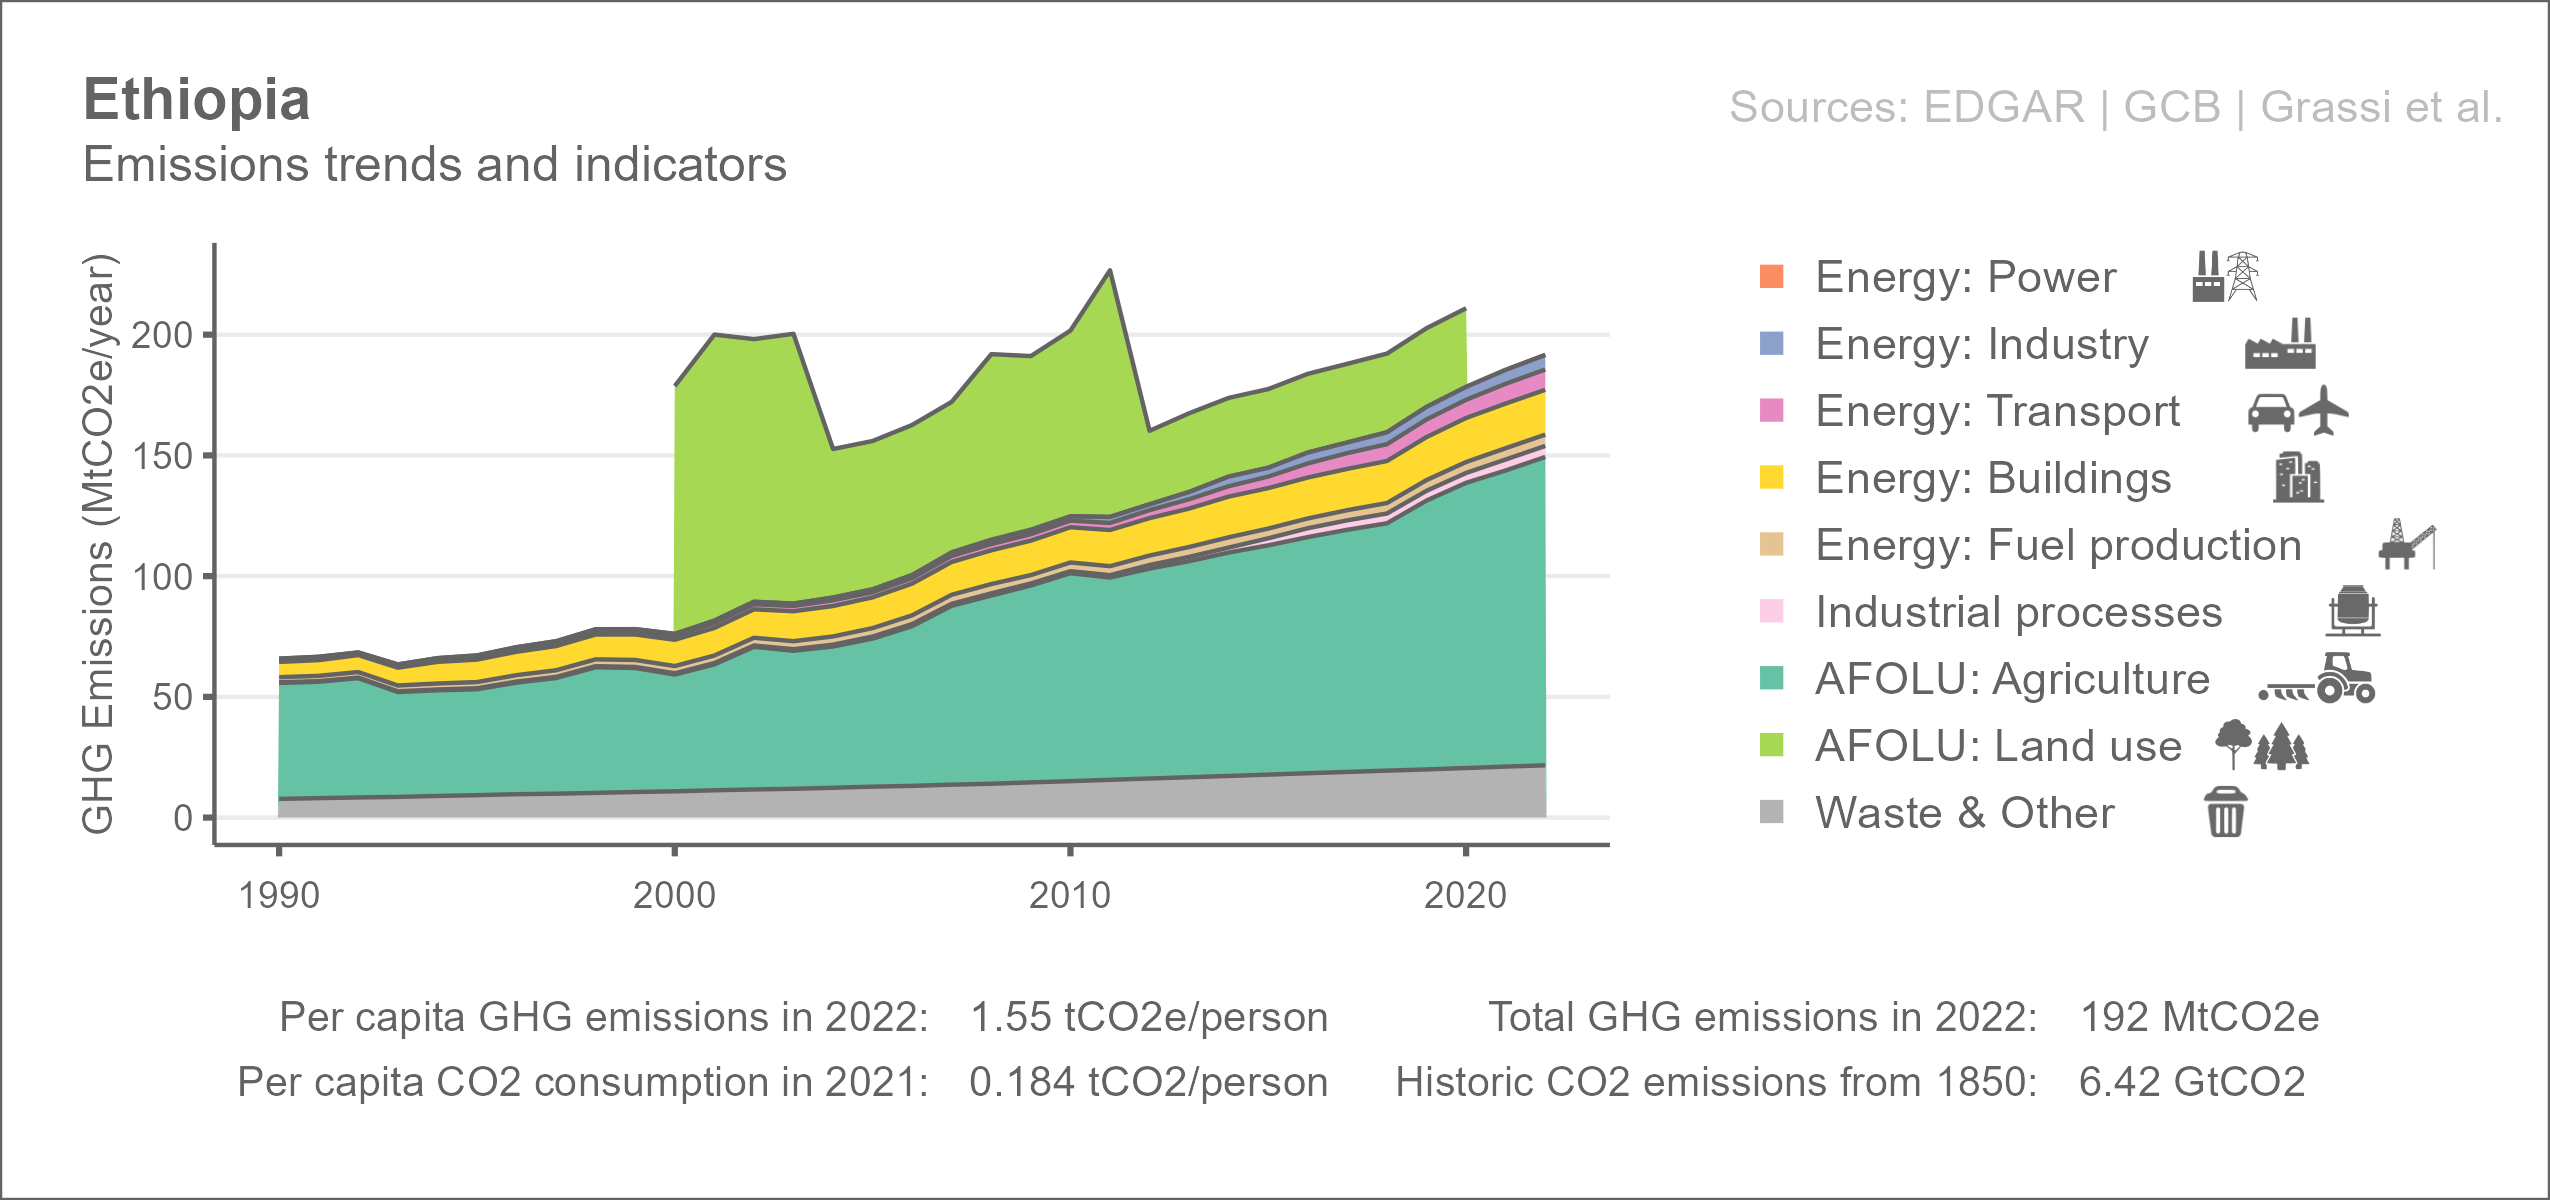 Ethiopia
Sources: EDGAR | GCB | Grassi et al.
Emissions trends and indicators
GHG Emissions (MtCO2e/year)
200
150
100
50
0
1990
2000
2010
2020
Energy: Power
Energy: Industry
Energy: Transport
Energy: Buildings
Energy: Fuel production
Industrial processes
AFOLU: Agriculture
AFOLU: Land use
Waste & Other
Per capita GHG emissions in 2022: 1.55 tCO2e/person
Total GHG emissions in 2022: 192 MtCO2e
Per capita CO2 consumption in 2021: 0.184 tCO2/person
Historic CO2 emissions from 1850: 6.42 GtCO2